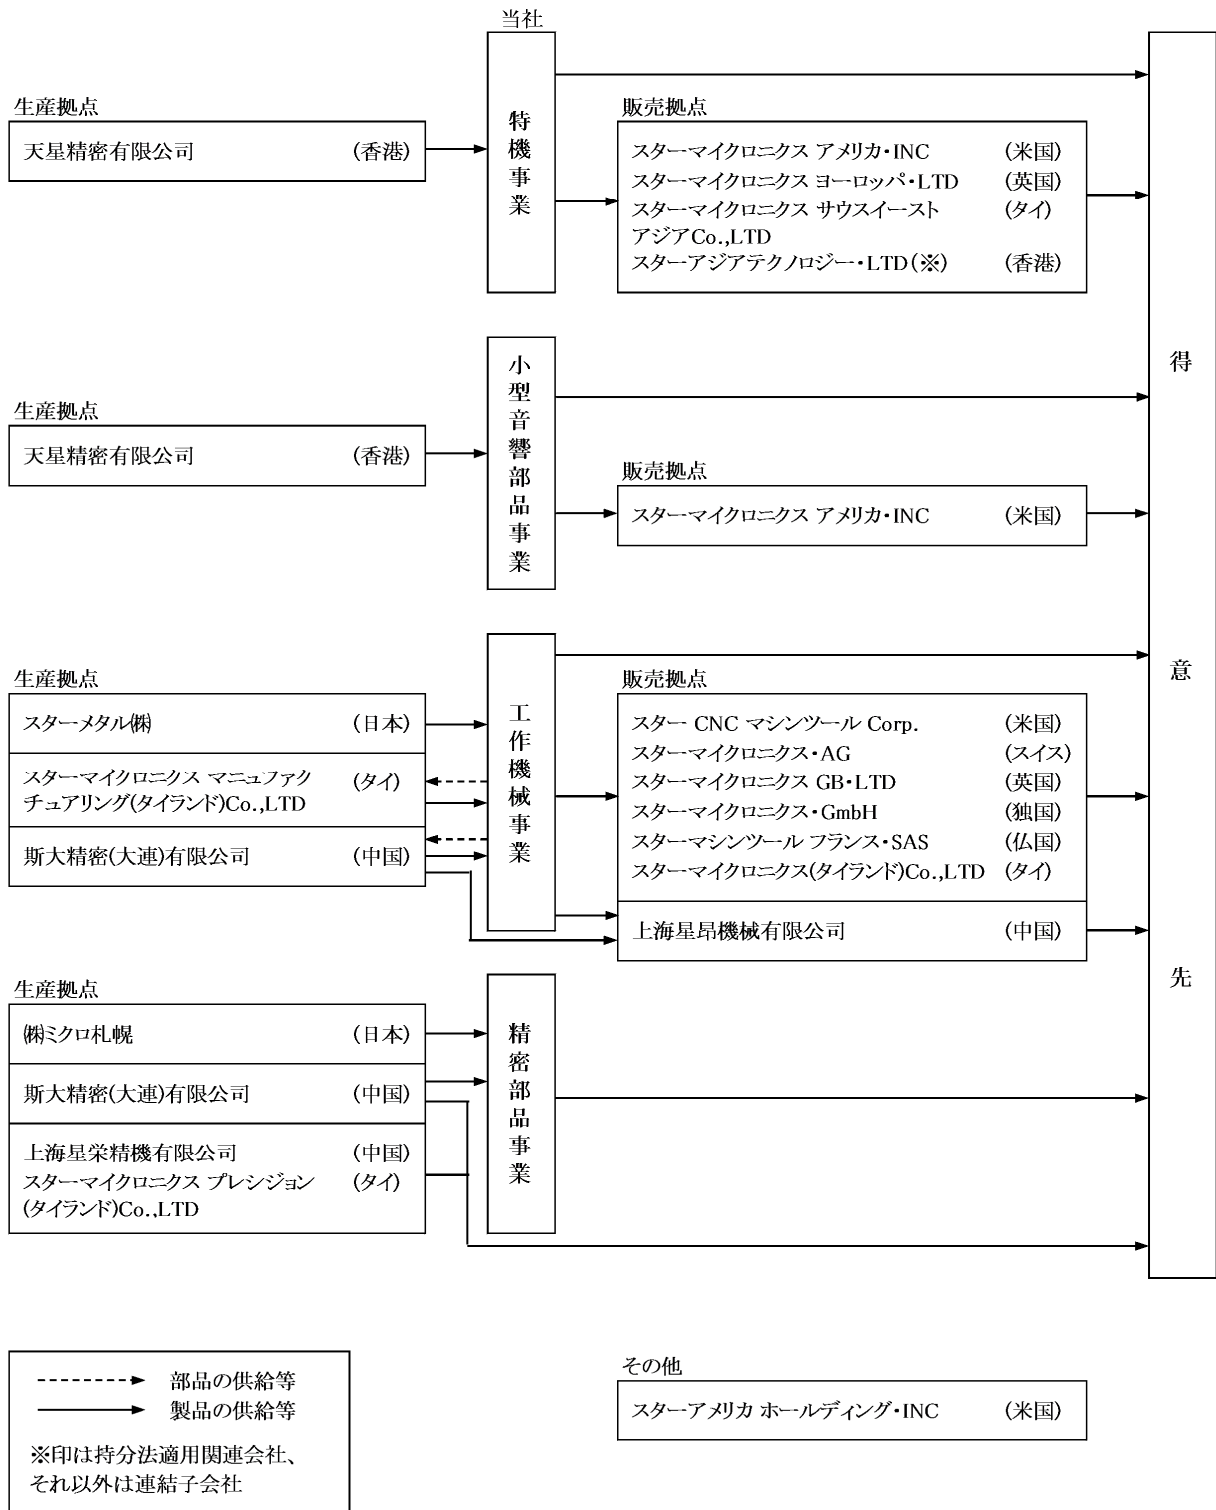 当社
特機事業
生産拠点
天星精密有限公司 (香港)
販売拠点
スターマイクロニクス アメリカ・INC (米国)
スターマイクロニクス ヨーロッパ・LTD (英国)
スターマイクロニクス サウスイースト (タイ)
アジアCo.,LTD
スターアジアテクノロジー・LTD(※) (香港)
小型音響部品事業
生産拠点
天星精密有限公司 (香港)
販売拠点
スターマイクロニクス アメリカ・INC (米国)
工作機械事業
生産拠点
スターメタル㈱ (日本)
スターマイクロニクス マニュファク (タイ)
チュアリング(タイランド)Co.,LTD
斯大精密(大連)有限公司 (中国)
販売拠点
スター CNC マシンツール Corp. (米国)
スターマイクロニクス・AG (スイス)
スターマイクロニクス GB・LTD (英国)
スターマイクロニクス・GmbH (独国)
スターマシンツール フランス・SAS (仏国)
スターマイクロニクス(タイランド)Co.,LTD (タイ)
上海星昂機械有限公司 (中国)
精密部品事業
生産拠点
㈱ミクロ札幌 (日本)
斯大精密(大連)有限公司 (中国)
上海星栄精機有限公司 (中国)
スターマイクロニクス プレシジョン (タイ)
(タイランド)Co.,LTD
得意先
部品の供給等
製品の供給等
※印は持分法適用関連会社、
それ以外は連結子会社
その他
スターアメリカ ホールディング・INC (米国)